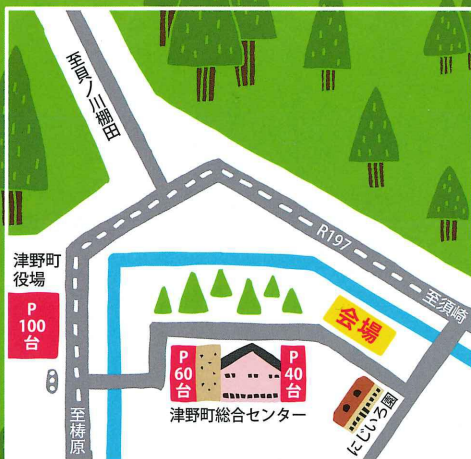 至貝ノ川棚田
R197
至須崎
津野町
役場
P
100
台
会場
P
60
台
P
40
台
津野町総合センター
にじいろ園
至梼原